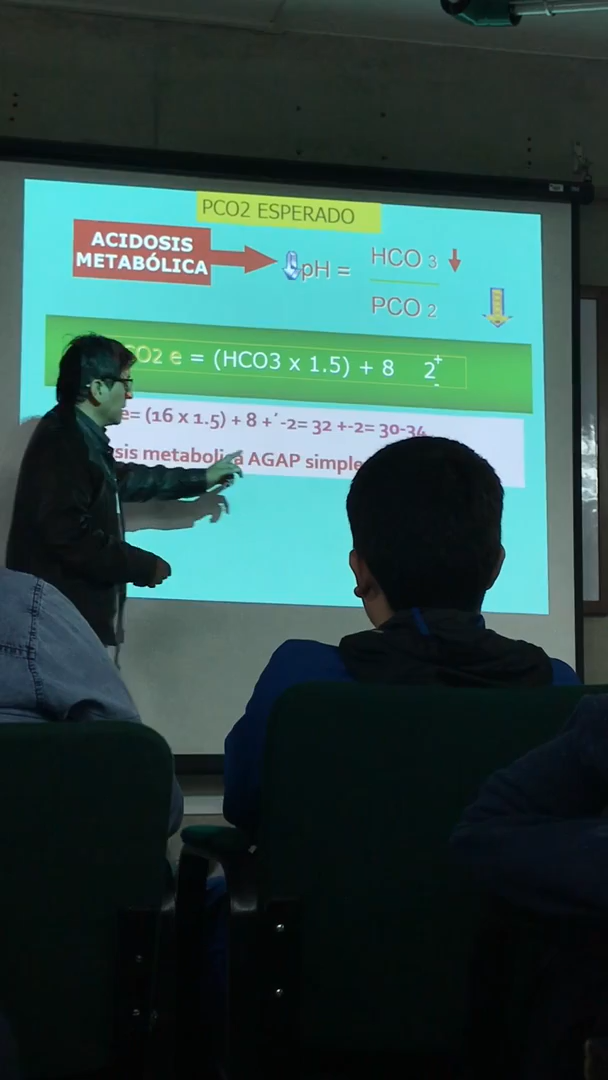 PCO2 ESPERADO
ACIDOSIS
METABÓLICA
pH =
HCO 3
PCO 2
CO2 e = (HCO3 x 1.5) + 8 2 +-
e= (16 x 1.5) + 8 +´-2= 32 +-2= 30-34
sis metabolica AGAP simple